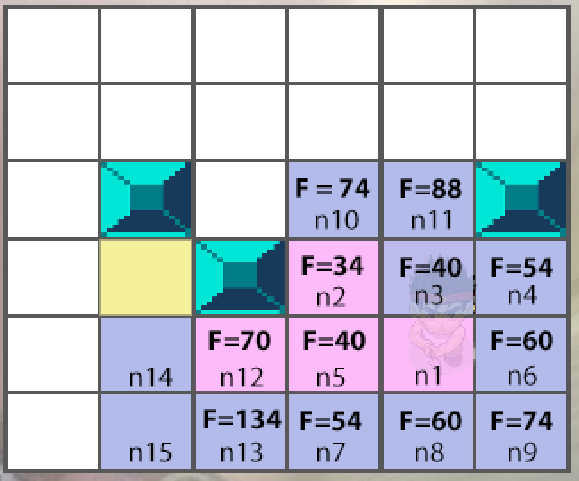 F = 74 F=88
n10 n11
F=34 F=40 F=54
n2 n3 n4
F=70 F=40 F=60
n14 n12 n5 n1 n6
F=134 F=54 F=60 F=74
n15 n13 n7 n8 n9